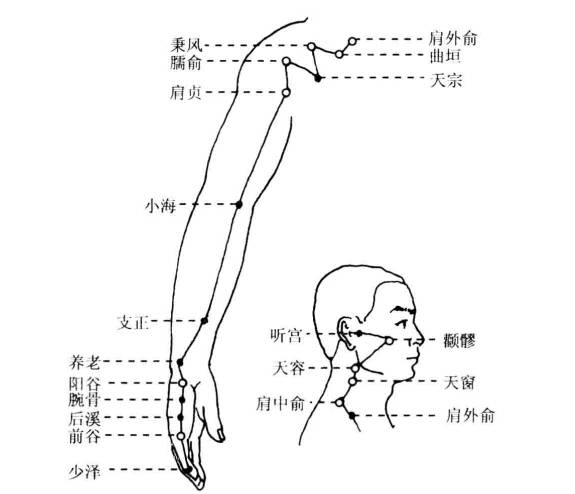 秉风
肩外俞
臑俞
曲垣
天宗
肩贞
小海
支正
听宫
颧髎
养老
天容
阳谷
天窗
腕骨
肩中俞
后溪
肩外俞
前谷
少泽